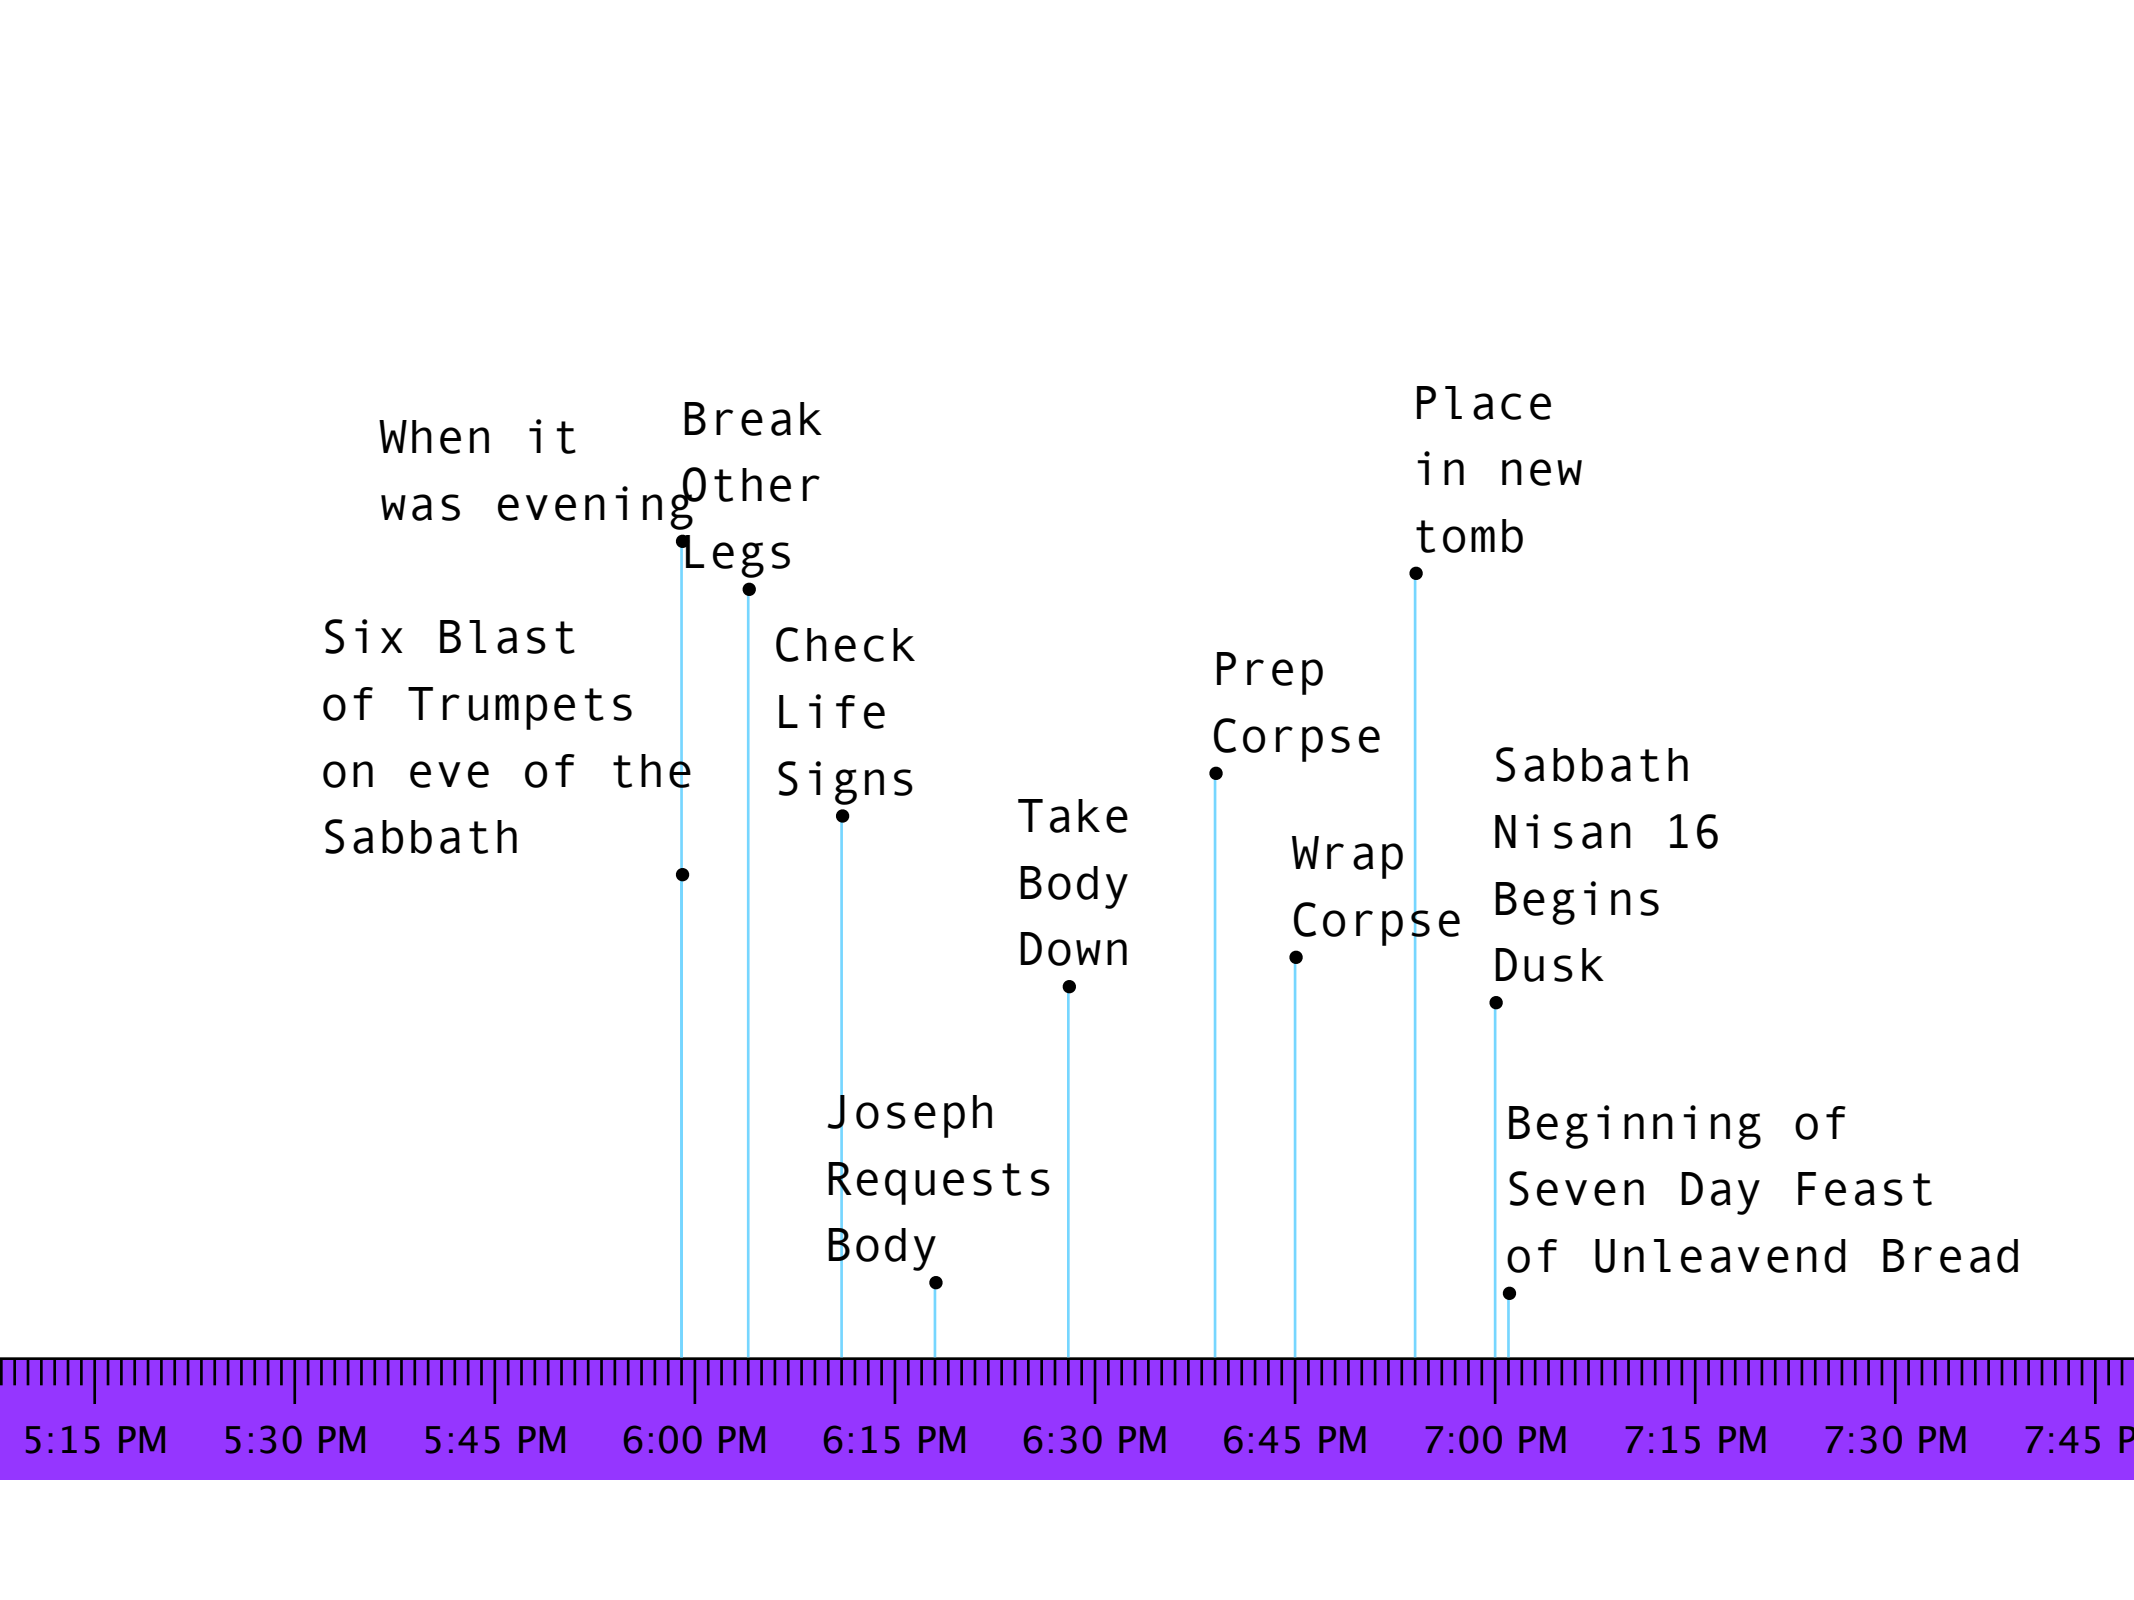 When it
was evening
Break
Other
Legs
Place
in new
tomb
Six Blast
of Trumpets
on eve of the
Sabbath
Check
Life
Signs
Prep
Corpse
Take
Body
Down
Wrap
Corpse
Sabbath
Nisan 16
Begins
Dusk
Joseph
Requests
Body
Beginning of
Seven Day Feast
of Unleavend Bread
5:15 PM 5:30 PM 5:45 PM 6:00 PM 6:15 PM 6:30 PM 6:45 PM 7:00 PM 7:15 PM 7:30 PM 7:45 P